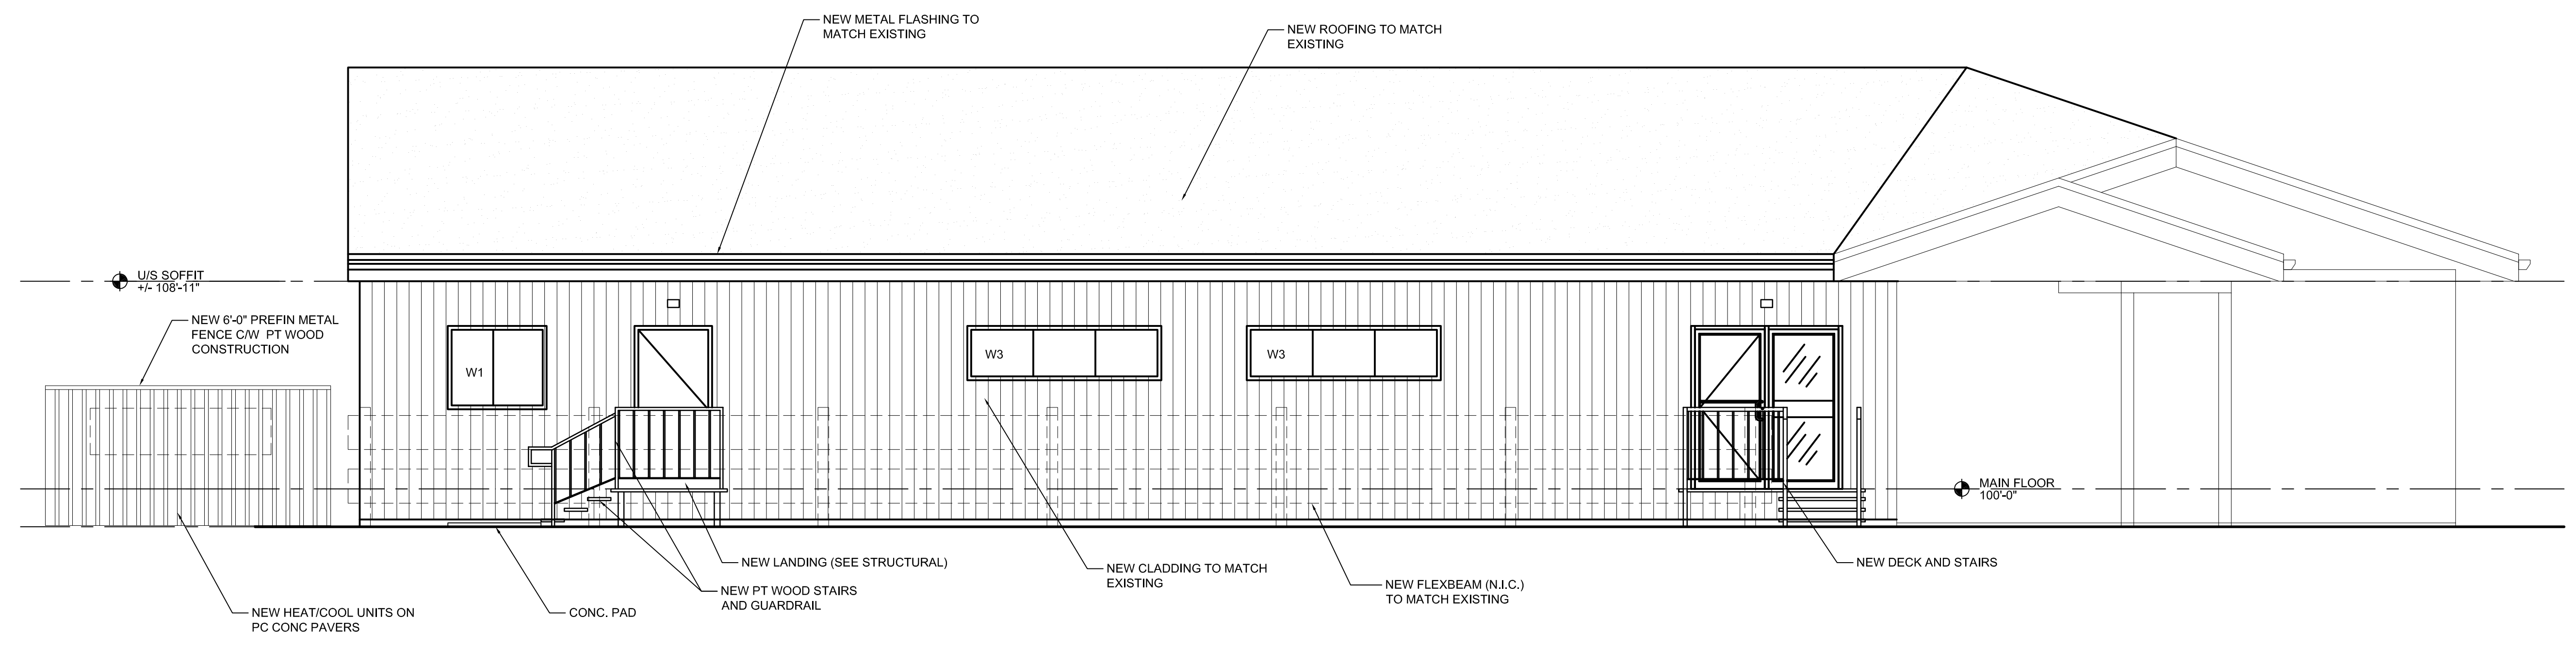 NEW METAL FLASHING TO
MATCH EXISTING
NEW ROOFING TO MATCH
EXISTING
U/S SOFFIT
+/- 108'-11"
NEW 6'-0" PREFIN METAL
FENCE C/W PT WOOD
CONSTRUCTION
W1
W3
W3
MAIN FLOOR
100'-0"
NEW LANDING (SEE STRUCTURAL)
NEW PT WOOD STAIRS
AND GUARDRAIL
CONC. PAD
NEW HEAT/COOL UNITS ON
PC CONC PAVERS
NEW CLADDING TO MATCH
EXISTING
NEW FLEXBEAM (N.I.C.)
TO MATCH EXISTING
NEW DECK AND STAIRS